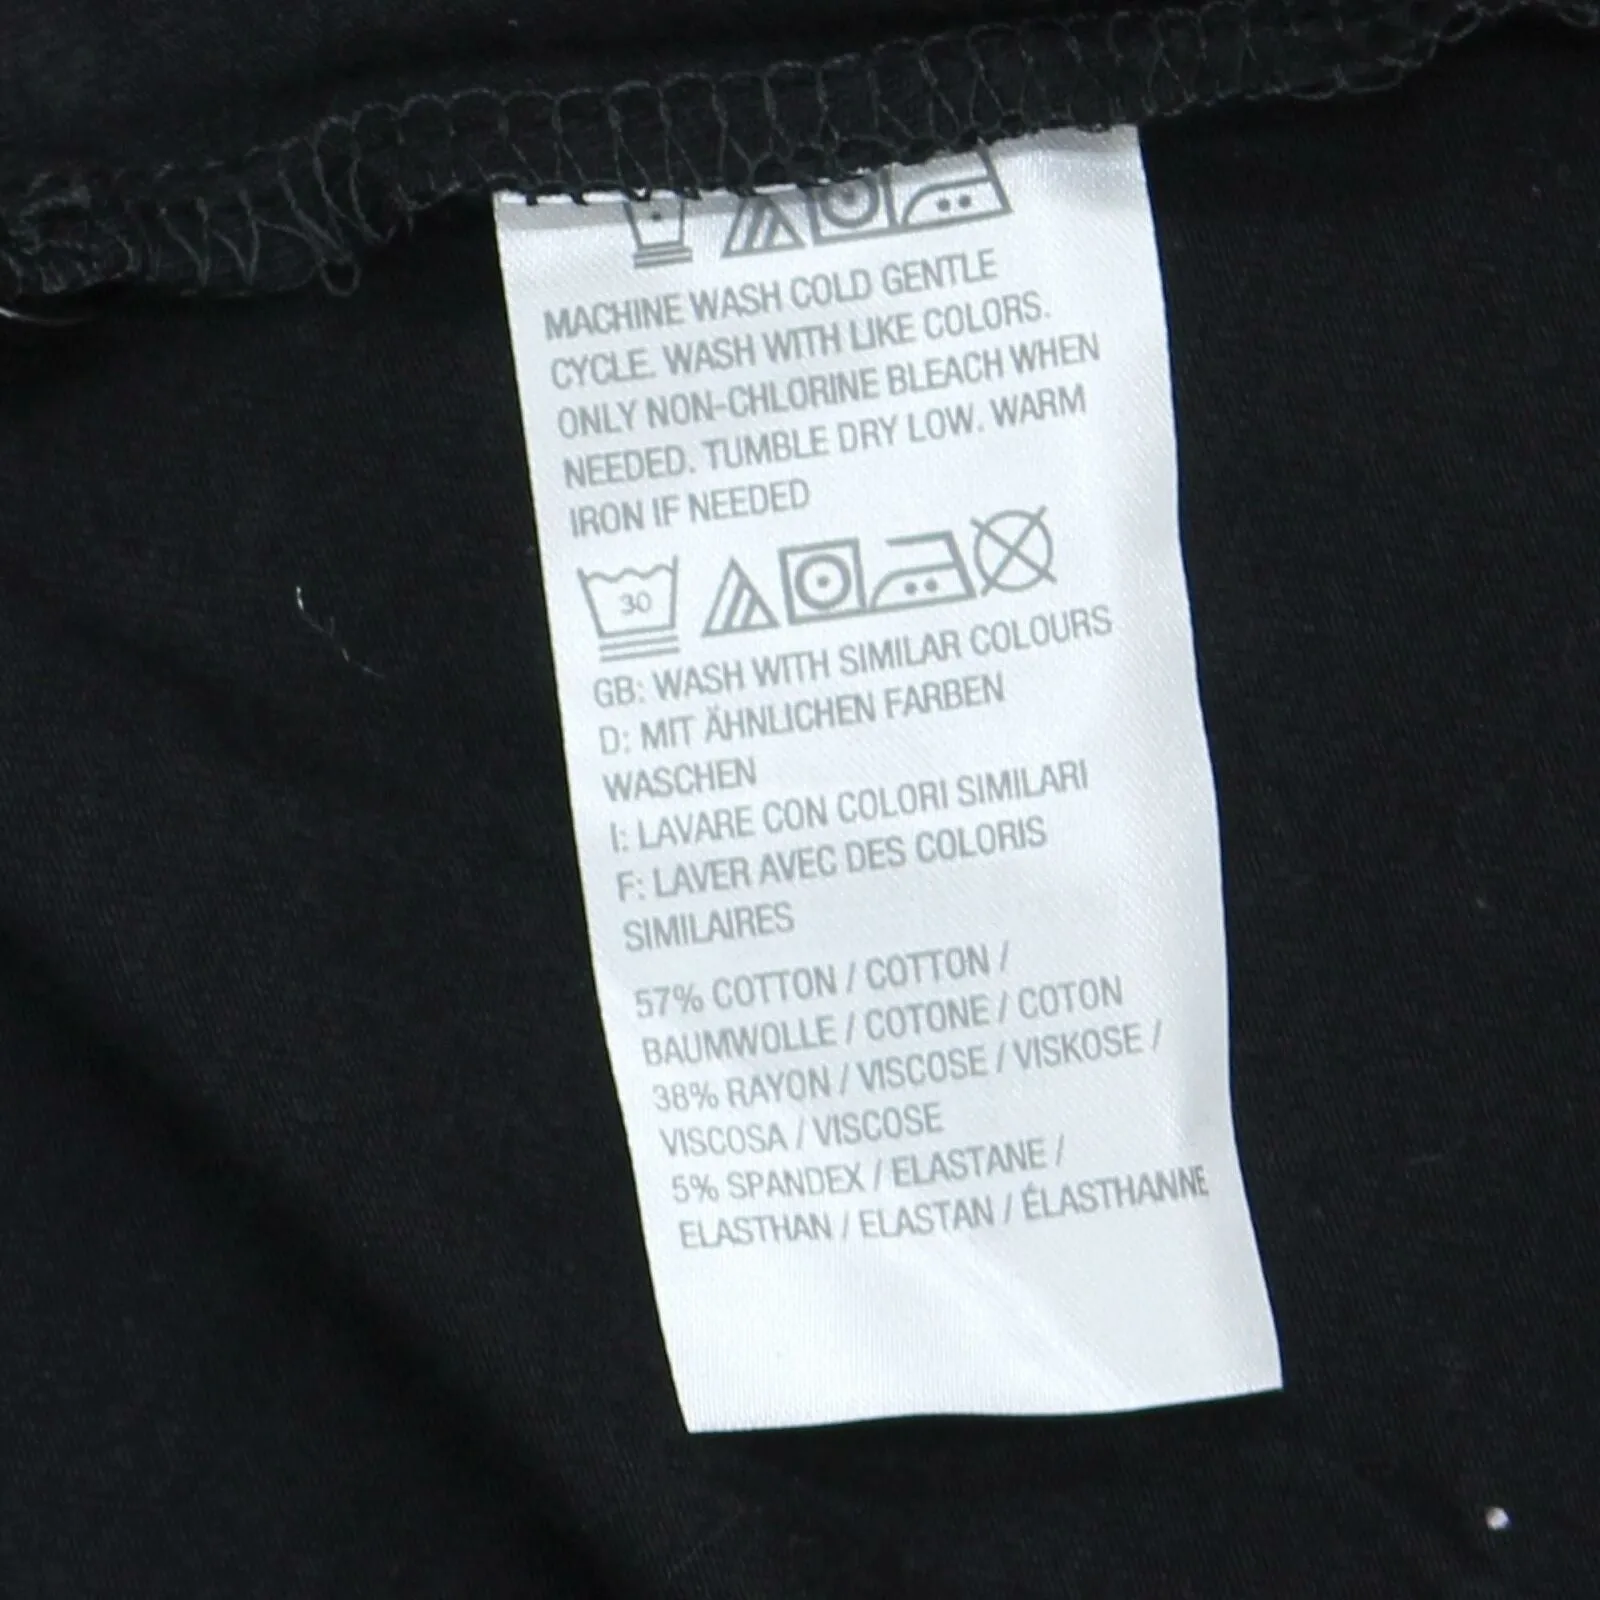 MACHINE WASH COLD GENTLE
CYCLE. WASH WITH LIKE COLORS.
ONLY NON-CHLORINE BLEACH WHEN
NEEDED. TUMBLE DRY LOW. WARM
IRON IF NEEDED
30
GB: WASH WITH SIMILAR COLOURS
D: MIT ÄHNLICHEN FARBEN
WASCHEN
I: LAVARE CON COLORI SIMILARI
F: LAVER AVEC DES COLORIS
SIMILAIRES
57% COTTON / COTTON /
BAUMWOLLE / COTONE / COTON
38% RAYON / VISCOSE / VISKOSE /
VISCOSA / VISCOSE
5% SPANDEX / ELASTANE /
ELASTHAN / ELASTAN / ÉLASTHANNE